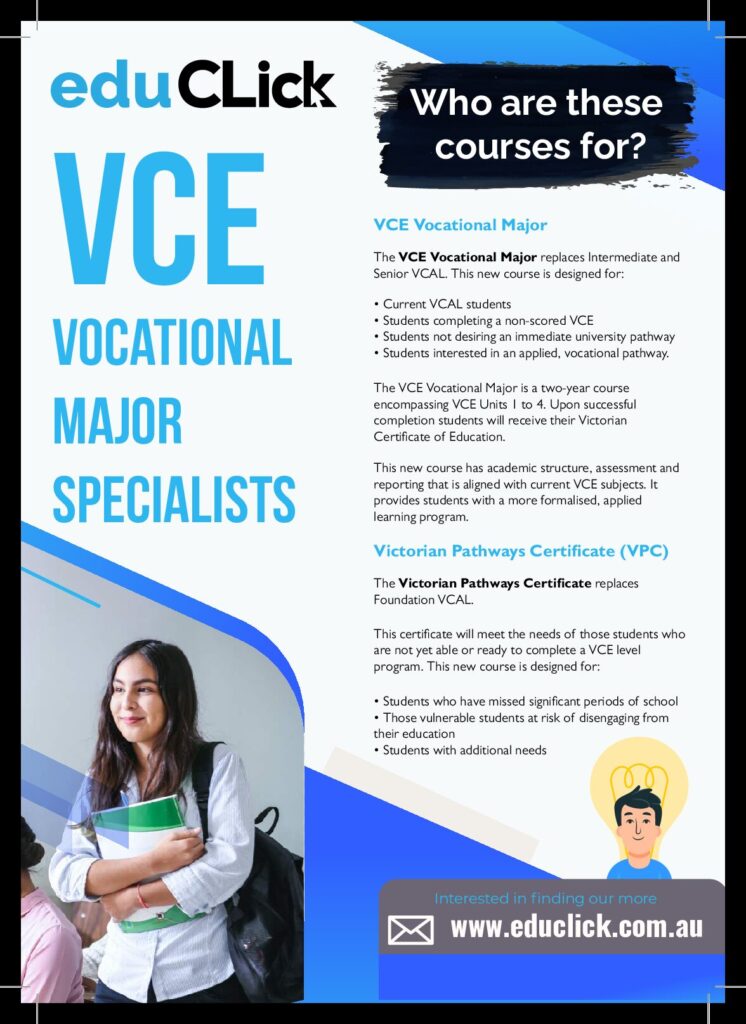 eduCLick
VCE
VOCATIONAL
MAJOR
SPECIALISTS
Who are these
courses for?
VCE Vocational Major
The VCE Vocational Major replaces Intermediate and
Senior VCAL. This new course is designed for:
• Current VCAL students
• Students completing a non-scored VCE
• Students not desiring an immediate university pathway
• Students interested in an applied, vocational pathway.
The VCE Vocational Major is a two-year course
encompassing VCE Units 1 to 4. Upon successful
completion students will receive their Victorian
Certificate of Education.
This new course has academic structure, assessment and
reporting that is aligned with current VCE subjects. It
provides students with a more formalised, applied
learning program.
Victorian Pathways Certificate (VPC)
The Victorian Pathways Certificate replaces
Foundation VCAL.
This certificate will meet the needs of those students who
are not yet able or ready to complete a VCE level
program. This new course is designed for:
• Students who have missed significant periods of school
• Those vulnerable students at risk of disengaging from
their education
• Students with additional needs
Interested in finding our more
www.educlick.com.au